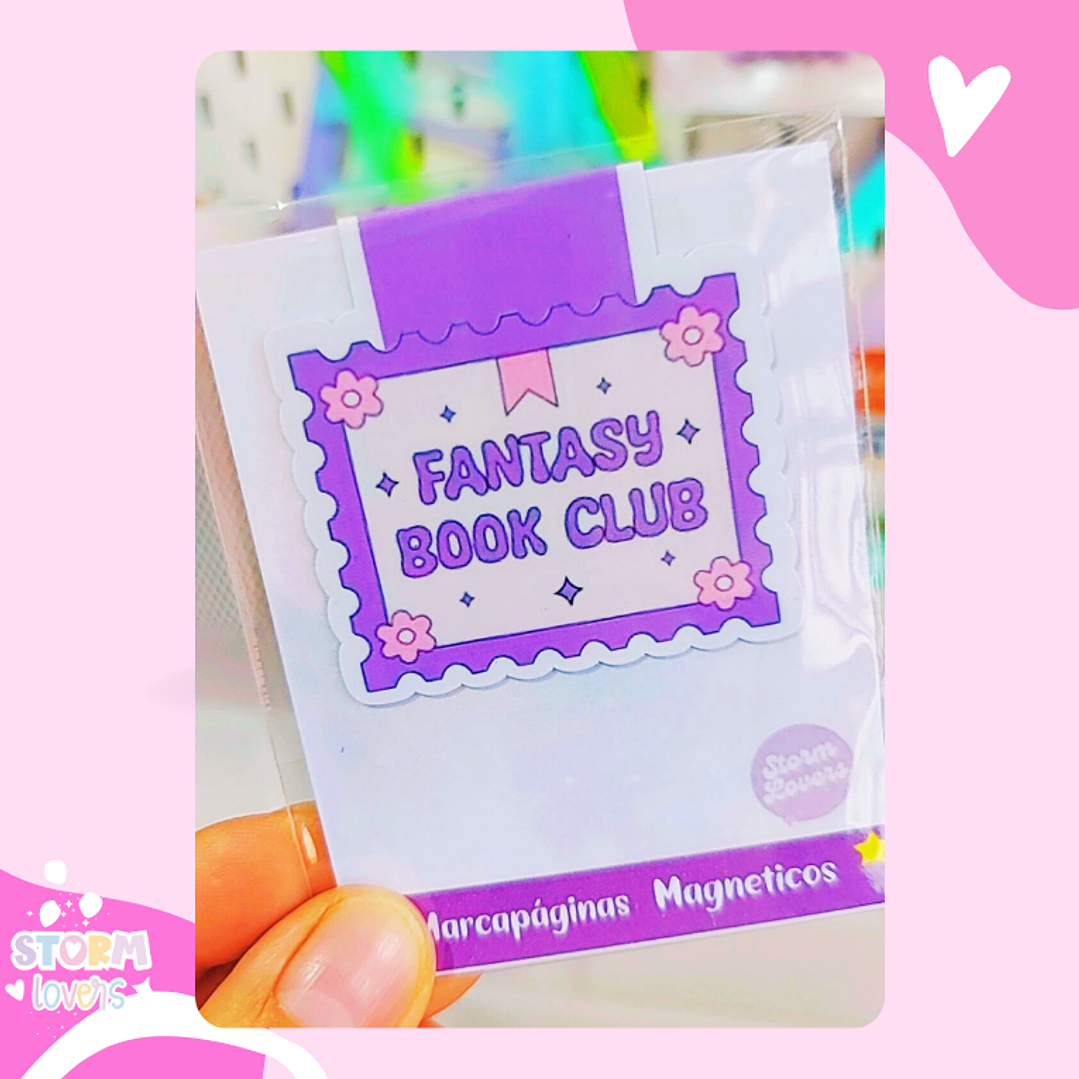 FANTASY
BOOK CLUB
Storm
Lovers
Marcapáginas Magneticos
STORM
lovers